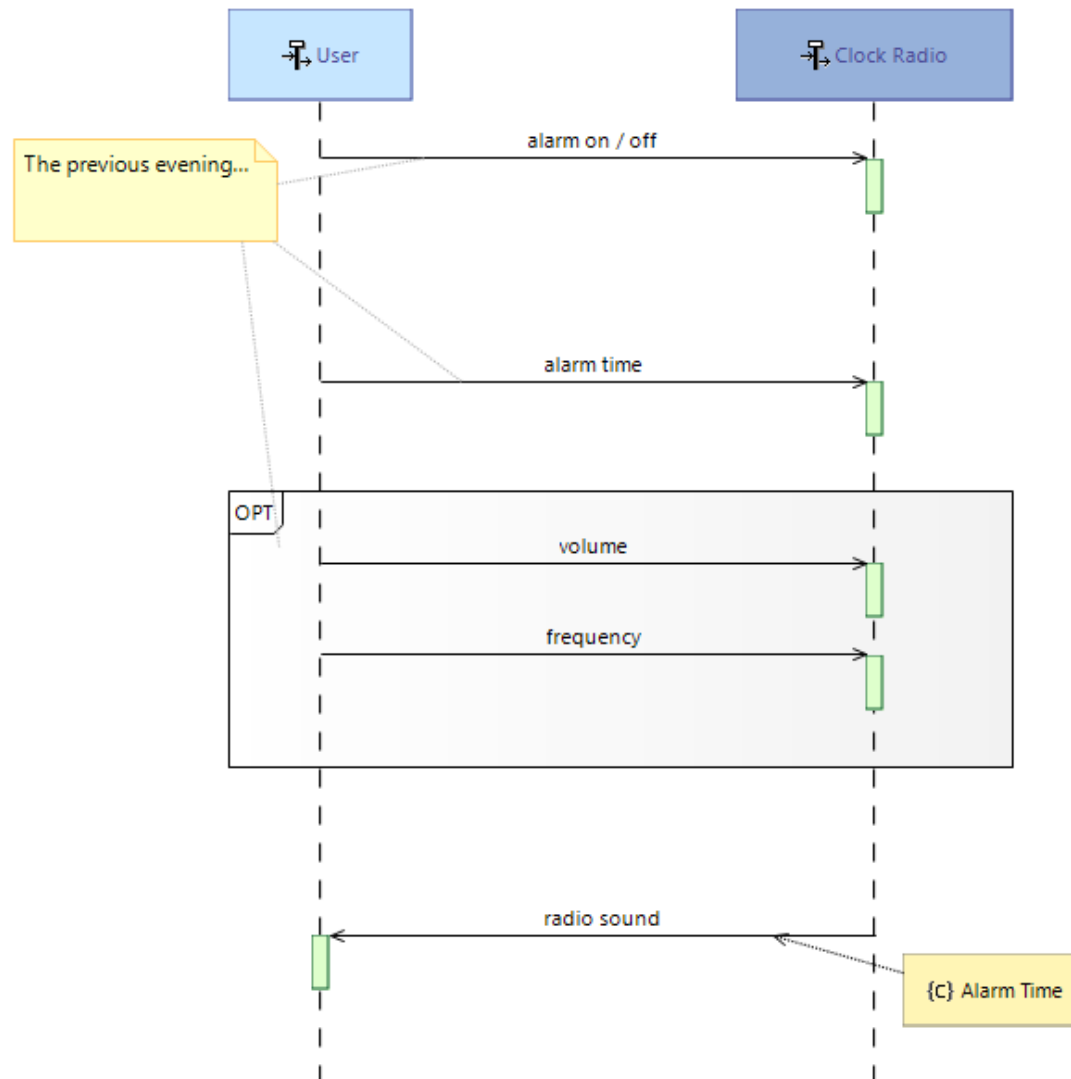 User
Clock Radio
alarm on / off
The previous evening...
alarm time
OPT
volume
frequency
radio sound
{c} Alarm Time